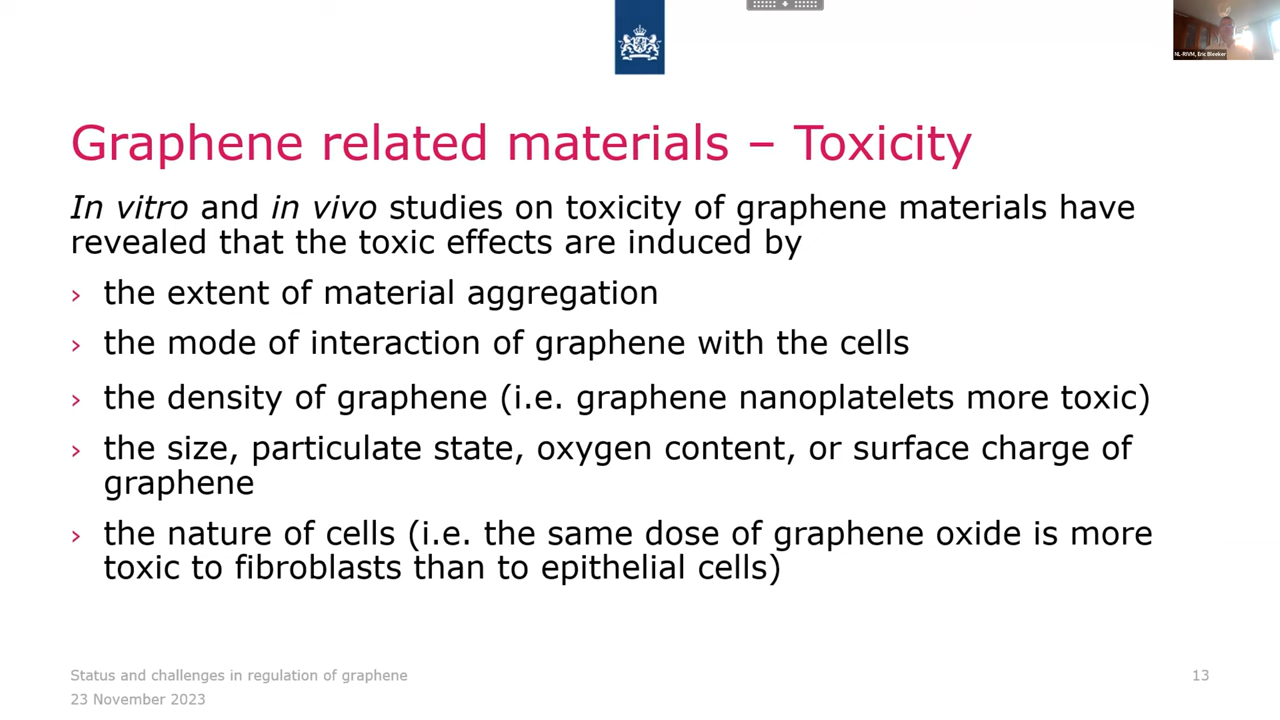 NL-RIVM, Eric Bleeker
Graphene related materials – Toxicity
In vitro and in vivo studies on toxicity of graphene materials have
revealed that the toxic effects are induced by
› the extent of material aggregation
› the mode of interaction of graphene with the cells
› the density of graphene (i.e. graphene nanoplatelets more toxic)
› the size, particulate state, oxygen content, or surface charge of
graphene
› the nature of cells (i.e. the same dose of graphene oxide is more
toxic to fibroblasts than to epithelial cells)
Status and challenges in regulation of graphene
13
23 November 2023